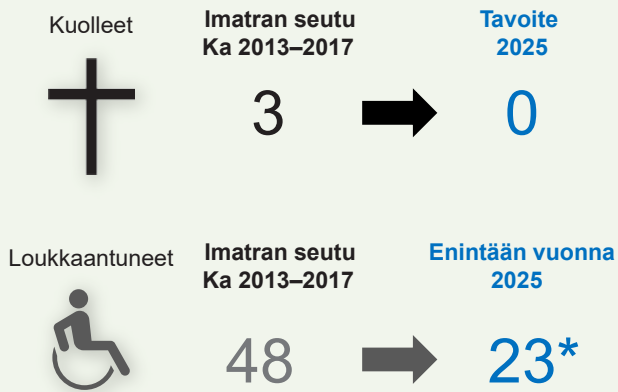 Kuolleet
Imatran seutu
Ka 2013–2017
Tavoite
2025
3
0
Loukkaantuneet
Imatran seutu
Ka 2013–2017
Enintään vuonna
2025
48
23*